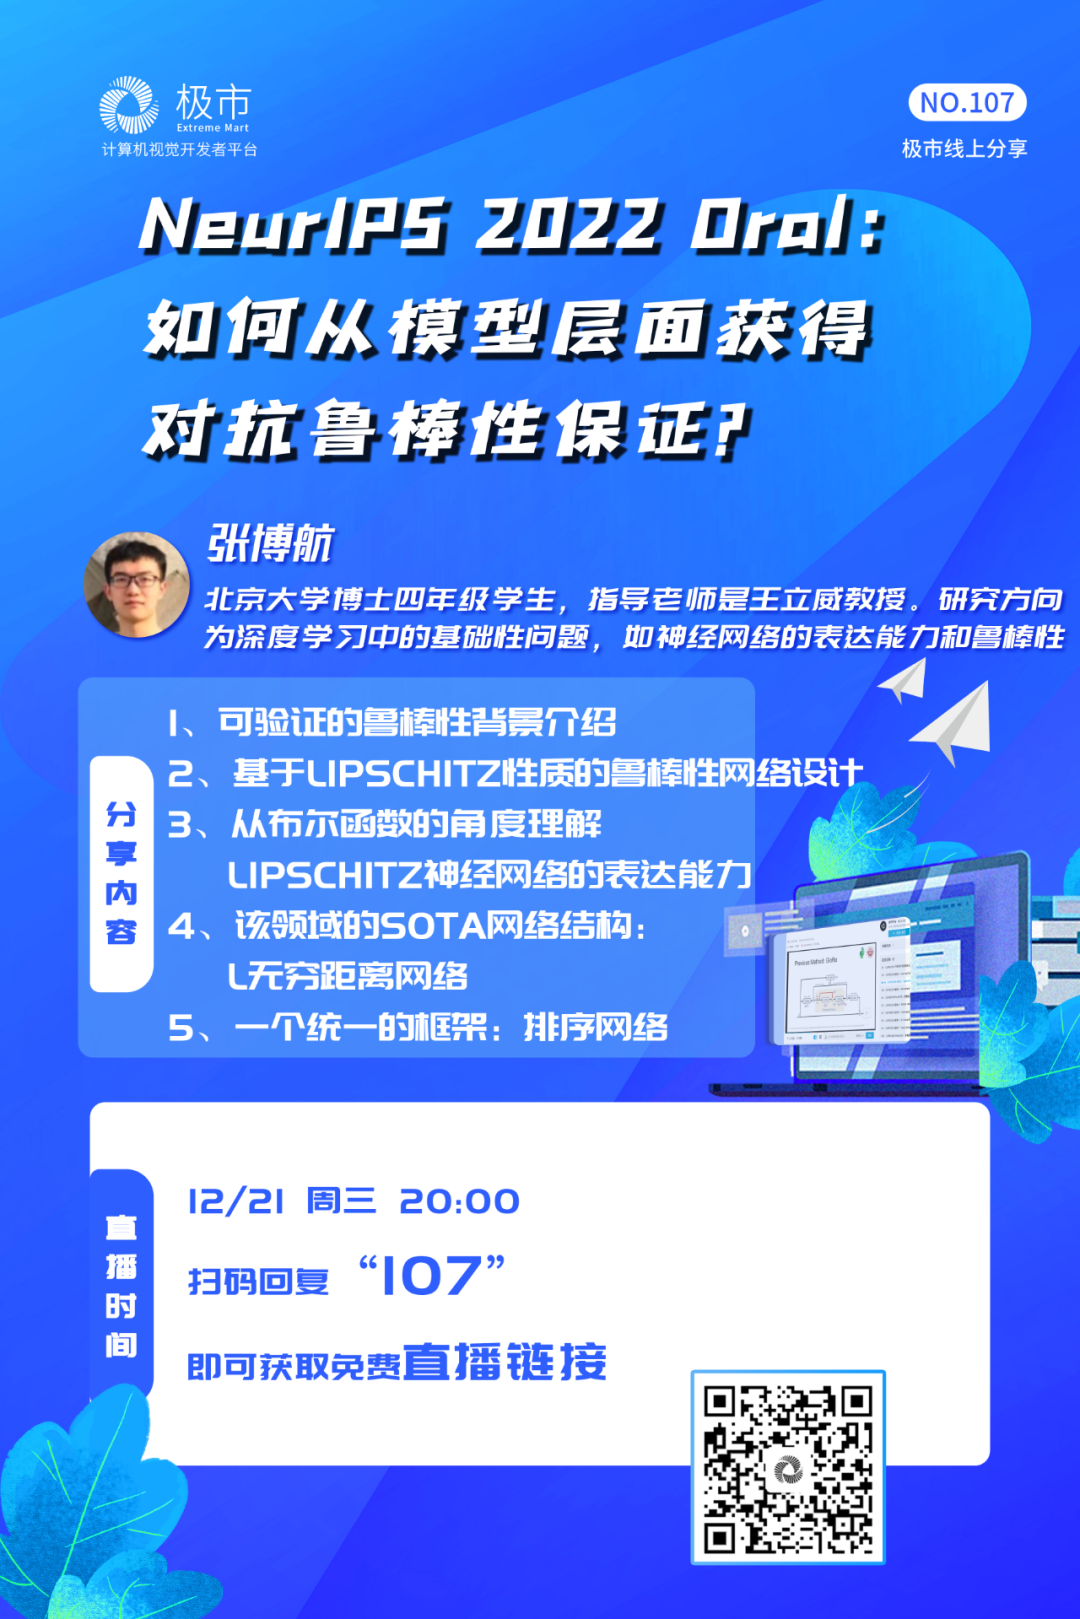 极市
Extreme Mart
计算机视觉开发者平台
NO.107
极市线上分享
NeurIPS 2022 Oral：
如何从模型层面获得
对抗鲁棒性保证？
张博航
北京大学博士四年级学生，指导老师是王立威教授。研究方向
为深度学习中的基础性问题，如神经网络的表达能力和鲁棒性
分享内容
1、可验证的鲁棒性背景介绍
2、基于LIPSCHITZ性质的鲁棒性网络设计
3、从布尔函数的角度理解
LIPSCHITZ神经网络的表达能力
4、该领域的SOTA网络结构：
L无穷距离网络
5、一个统一的框架：排序网络
直播时间
12/21 周三 20:00
扫码回复“107”
即可获取免费直播链接